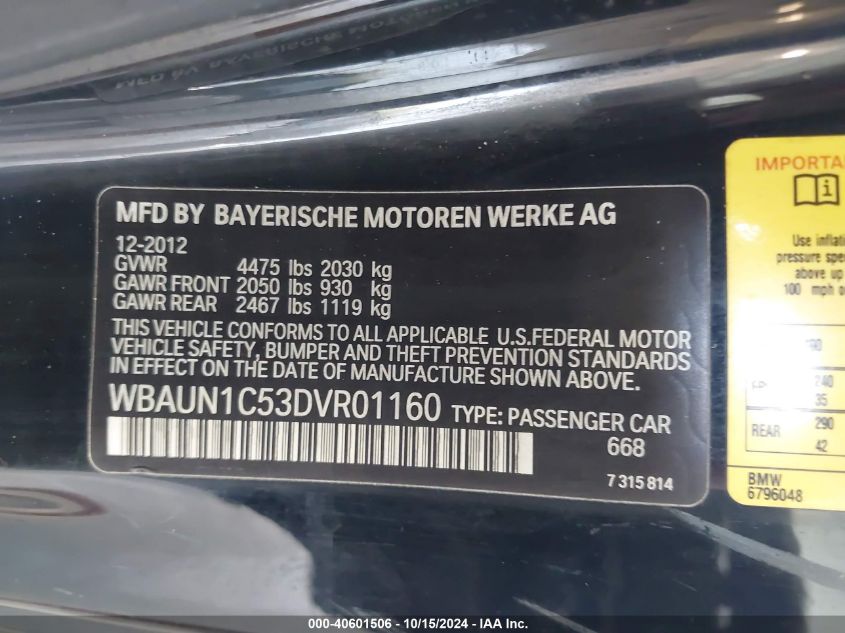 MFD BY BAYERISCHE MOTOREN WERKE AG
12-2012
GVWR 4475 lbs 2030 kg
GAWR FRONT 2050 lbs 930 kg
GAWR REAR 2467 lbs 1119 kg
THIS VEHICLE CONFORMS TO ALL APPLICABLE U.S.FEDERAL MOTOR
VEHICLE SAFETY, BUMPER AND THEFT PREVENTION STANDARDS
IN EFFECT ON THE DATE OF MANUFACTURE SHOWN ABOVE.
WBAUN1C53DVR01160 TYPE: PASSENGER CAR
668
7 315 814
Use
pressure
above up
100 mph
240
35
REAR 290
42
BMW
6796048
000-40601506 - 10/15/2024 - IAA, Inc.